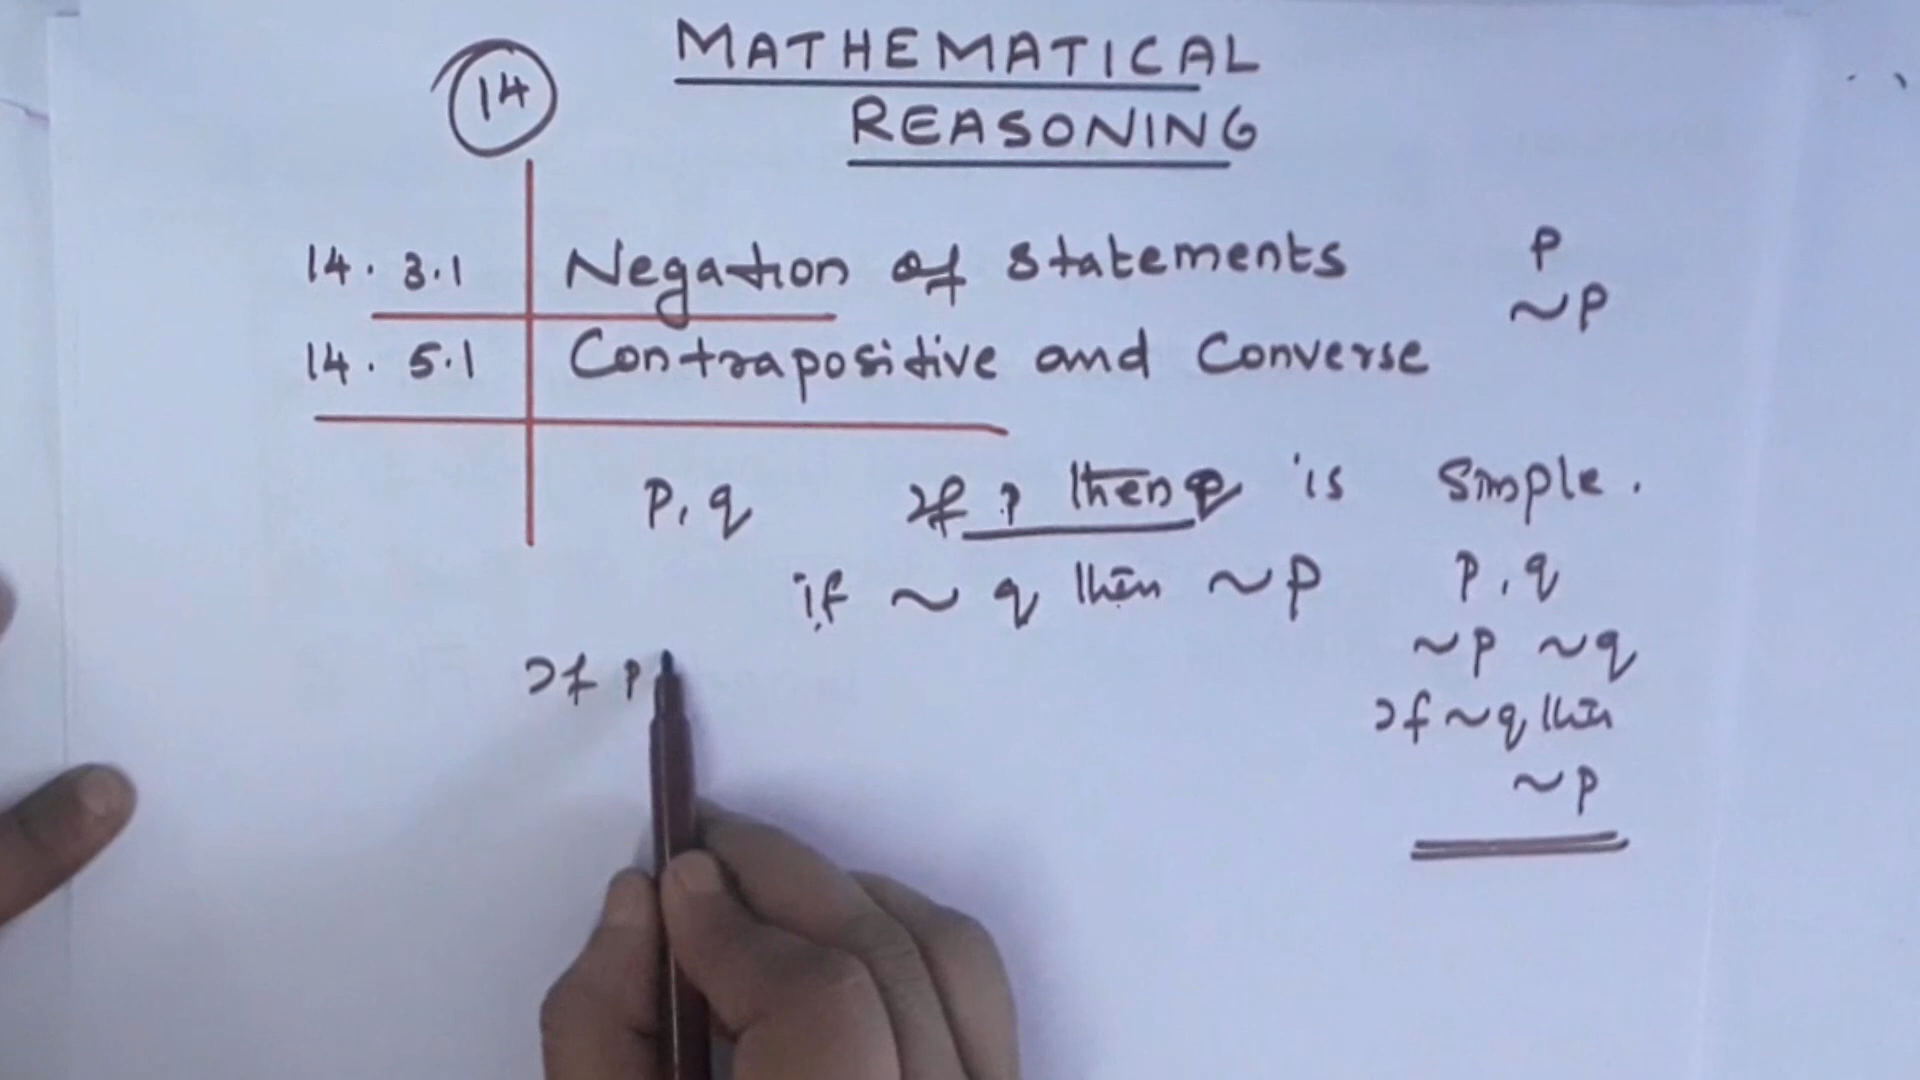 14
MATHEMATICAL
REASONING
14.3.1 Negation of statements
p
~p
14.5.1 Contrapositive and Converse
p, q If p then q is Simple.
if ~q then ~p
p, q
~p ~q
If ~q then
~p
If p